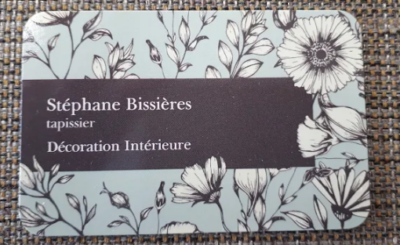 Stéphane Bissières
tapissier
Décoration Intérieure